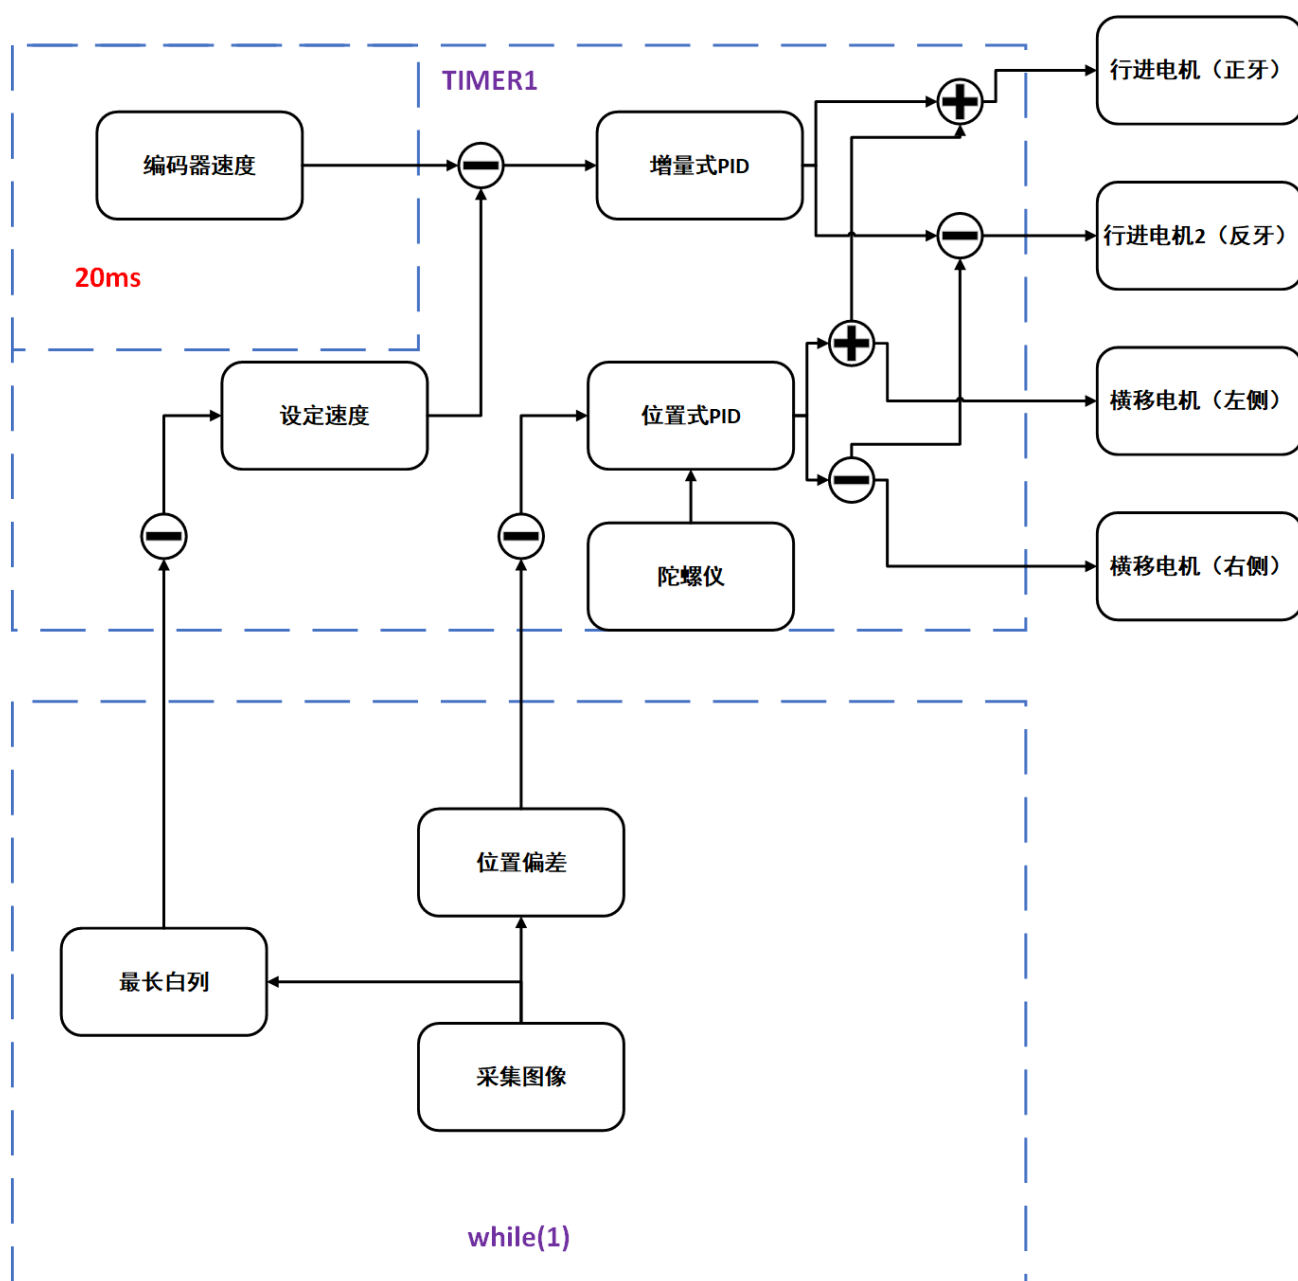 TIMER1
行进电机（正牙）
编码器速度
增量式PID
行进电机2（反牙）
20ms
设定速度
位置式PID
横移电机（左侧）
陀螺仪
横移电机（右侧）
位置偏差
最长白列
采集图像
while(1)